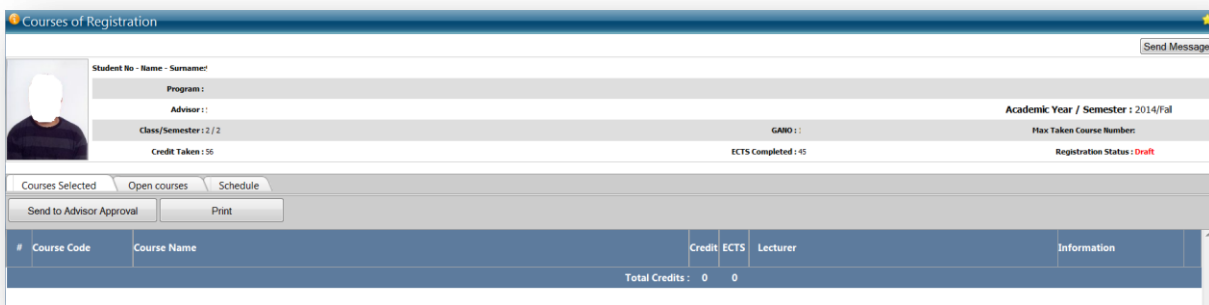 Courses of Registration
Send Message
Student No - Name - Surname:
Program :
Advisor : Academic Year / Semester : 2014/Fal
Class/Semester : 2 / 2 GANO : Max Taken Course Number:
Credit Taken : 56 ECTS Completed : 45 Registration Status : Draft
Courses Selected Open courses Schedule
Send to Advisor Approval Print
# Course Code Course Name Credit ECTS Lecturer Information
Total Credits : 0 0